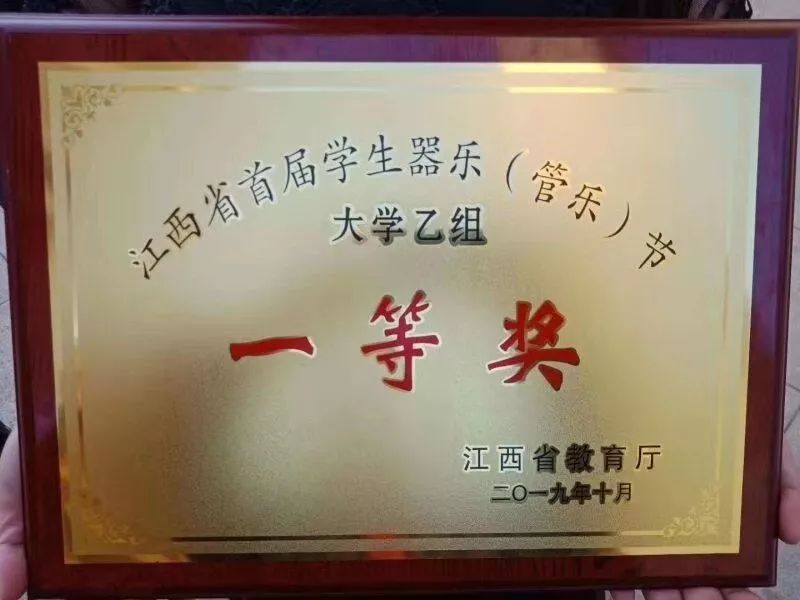 江西省首届学生器乐（管乐）节
大学乙组
一等奖
江西省教育厅
二〇一九年十月